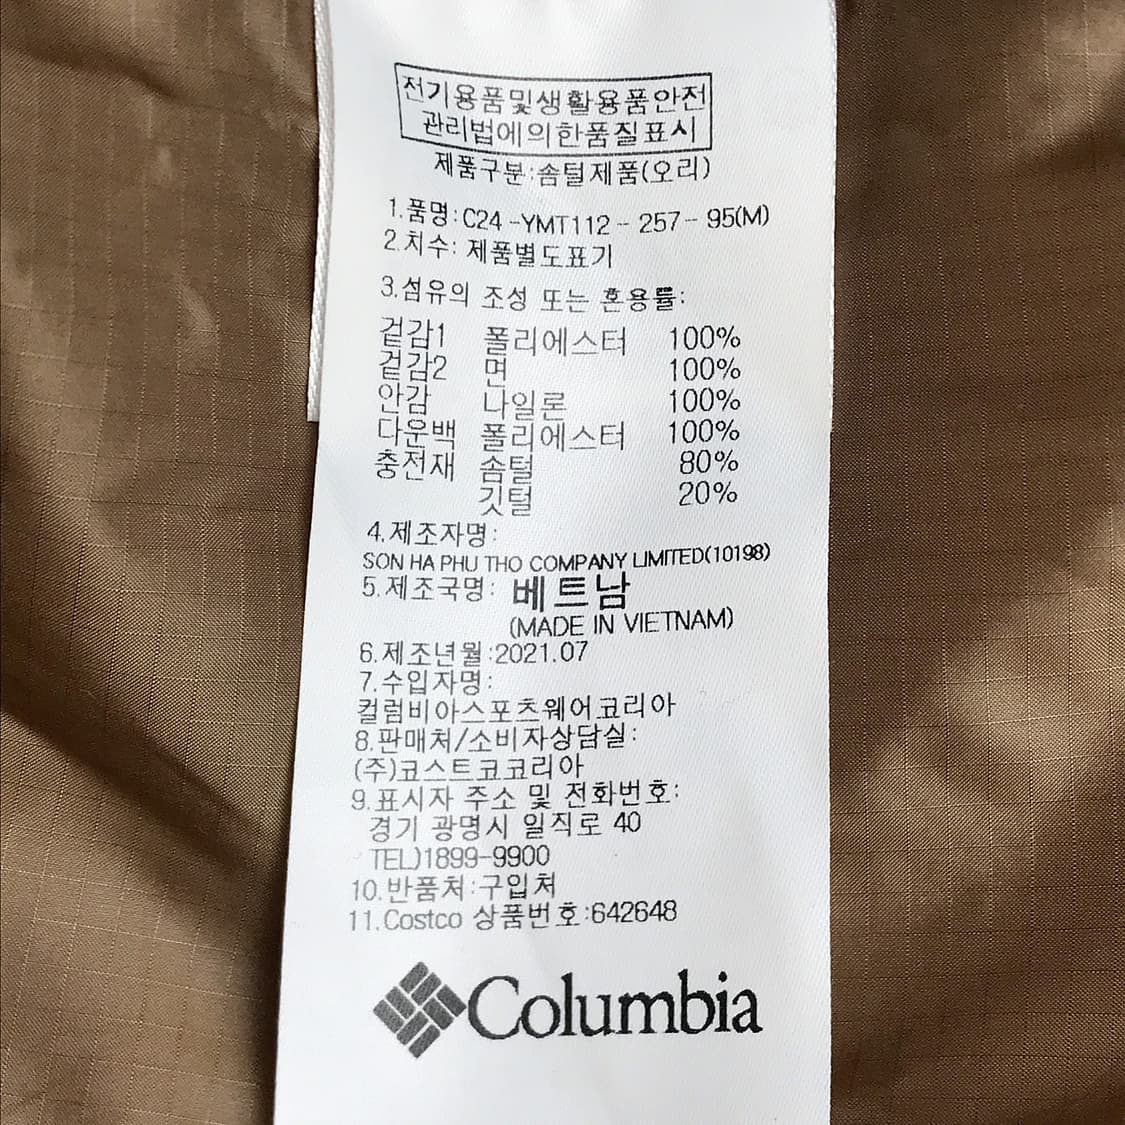 전기용품및생활용품안전
관리법에의한품질표시
제품구분:솜털제품(오리)
1.품명:C24-YMT112-257-95(M)
2.치수: 제품별도표기
3.섬유의 조성 또는 혼용률:
겉감1 폴리에스터 100%
겉감2 면 100%
안감 나일론 100%
다운백 폴리에스터 100%
충전재 솜털 80%
깃털 20%
4.제조자명:
SON HA PHU THO COMPANY LIMITED(10198)
5.제조국명: 베트남
(MADE IN VIETNAM)
6.제조년월:2021.07
7.수입자명:
컬럼비아스포츠웨어코리아
8.판매처/소비자상담실:
(주)코스트코코리아
9.표시자 주소 및 전화번호:
경기 광명시 일직로 40
TEL)1899-9900
10.반품처:구입처
11.Costco 상품번호:642648
Columbia